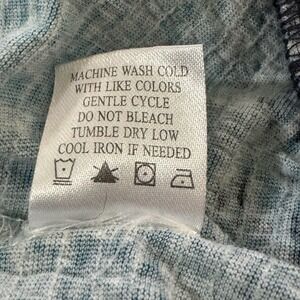 MACHINE WASH COLD
WITH LIKE COLORS
GENTLE CYCLE
DO NOT BLEACH
TUMBLE DRY LOW
COOL IRON IF NEEDED